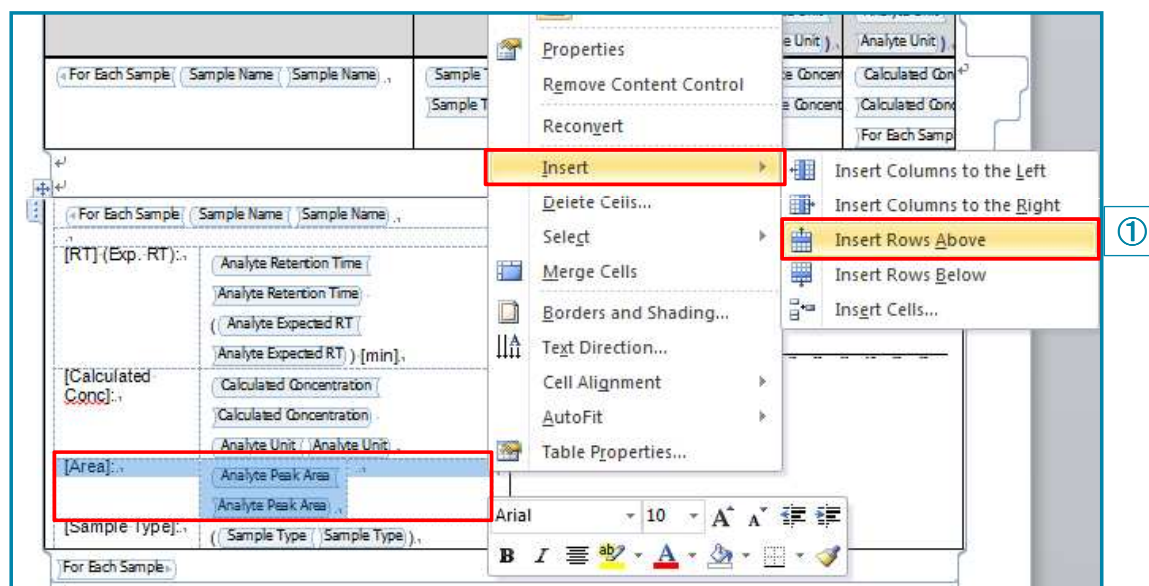 e Unit ) Analyte Unit )
For Each Sample ( Sample Name ( Sample Name)
Sample T
Sample T
e Concen
e Concent
Calculated Con
Calculated Conc
For Each Samp
Properties
Remove Content Control
Reconvert
Insert
Delete Cells...
Select
Merge Cells
Borders and Shading...
Text Direction...
Cell Alignment
AutoFit
Table Properties...
Insert Columns to the Left
Insert Columns to the Right
Insert Rows Above
Insert Rows Below
Insert Cells...
①
For Each Sample ( Sample Name ( Sample Name)
[RT] (Exp. RT):
Analyte Retention Time (
Analyte Retention Time)
( Analyte Expected RT (
Analyte Expected RT) ) [min]
[Calculated
Conc]:
Calculated Concentration (
Calculated Concentration)
Analyte Unit ( Analyte Unit)
[Area]:
Analyte Peak Area (
Analyte Peak Area)
[Sample Type]:
( Sample Type ( Sample Type) )
For Each Sample
Arial 10 A A
B I ab A